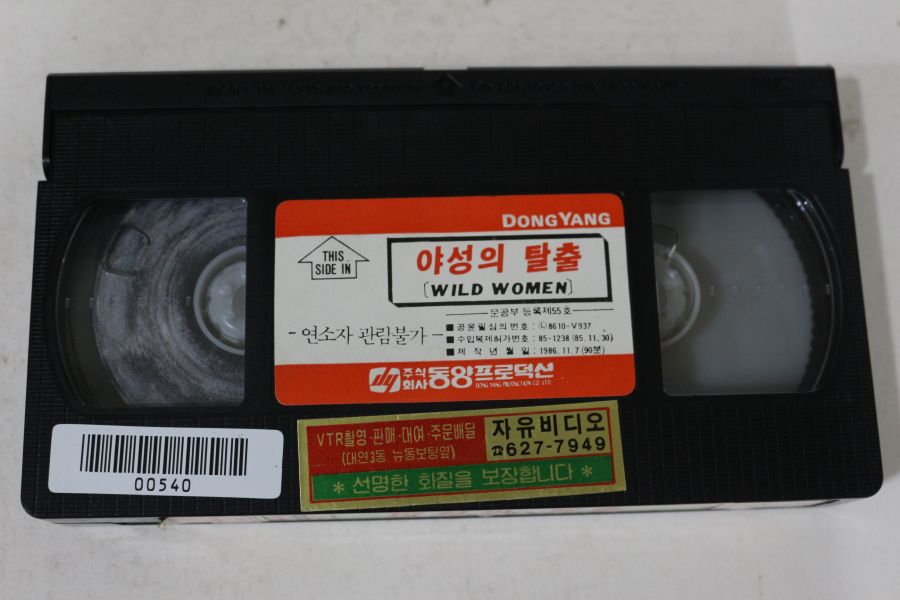 DONGYANG
THIS
SIDE IN
야성의 탈출
[WILD WOMEN]
문공부 등록제55호
- 연소자 관람불가 -
■ 공윤필심의번호 : Ⓒ8610-V937
■ 수입복제허가번호 : 85-1238 (85. 11. 30)
■ 제 작 년 월 일 : 1986. 11. 7 (90분)
주식회사 동양프로덕션
DONG YANG PRODUCTION CO. LTD
VTR촬영·판매·대여·주문배달
(대연3동 뉴동보탕옆)
자유비디오
☎627-7949
* 선명한 회질을 보장합니다 *
00540
VHS